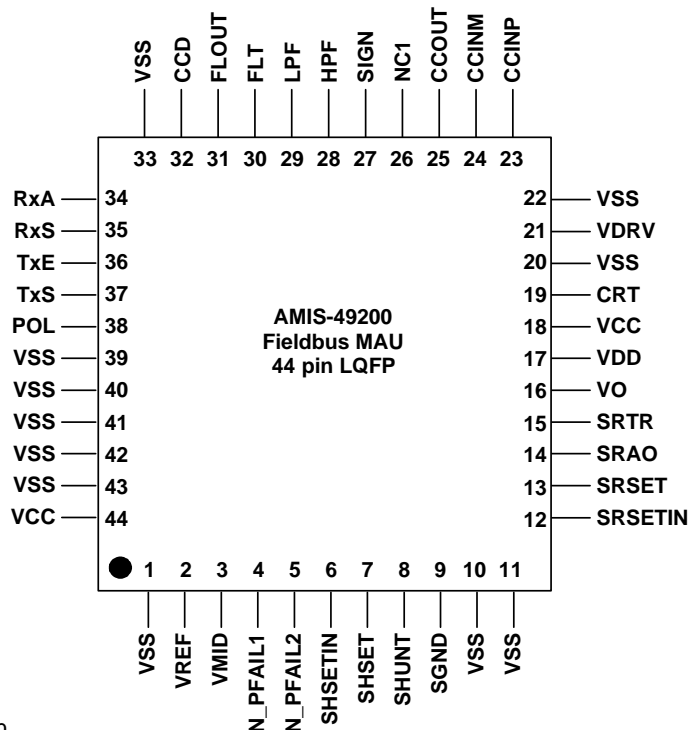 VSS CCD FLOUT FLT LPF HPF SIGN NC1 CCOUT CCINM CCINP
33 32 31 30 29 28 27 26 25 24 23
RxA 34 22 VSS
RxS 35 21 VDRV
TxE 36 20 VSS
TxS 37 19 CRT
POL 38 18 VCC
VSS 39 17 VDD
VSS 40 16 VO
VSS 41 15 SRTR
VSS 42 14 SRAO
VSS 43 13 SRSET
VCC 44 12 SRSETIN
AMIS-49200
Fieldbus MAU
44 pin LQFP
1 2 3 4 5 6 7 8 9 10 11
VSS VREF VMID N_PFAIL1 N_PFAIL2 SHSETIN SHSET SHUNT SGND VSS VSS